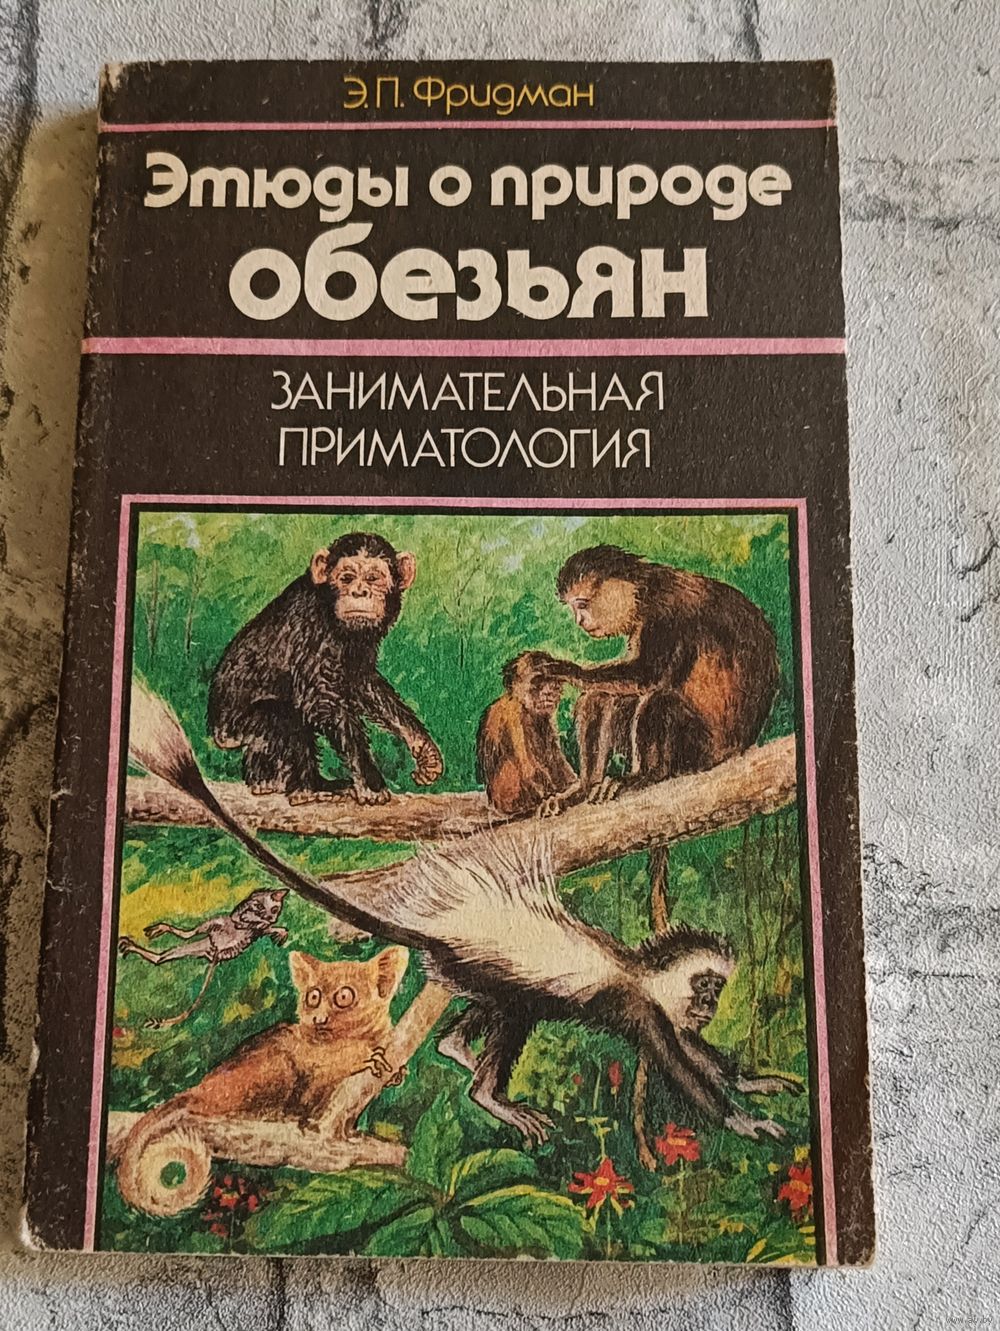 Э.П. Фридман
Этюды о природе
обезьян
ЗАНИМАТЕЛЬНАЯ
ПРИМАТОЛОГИЯ